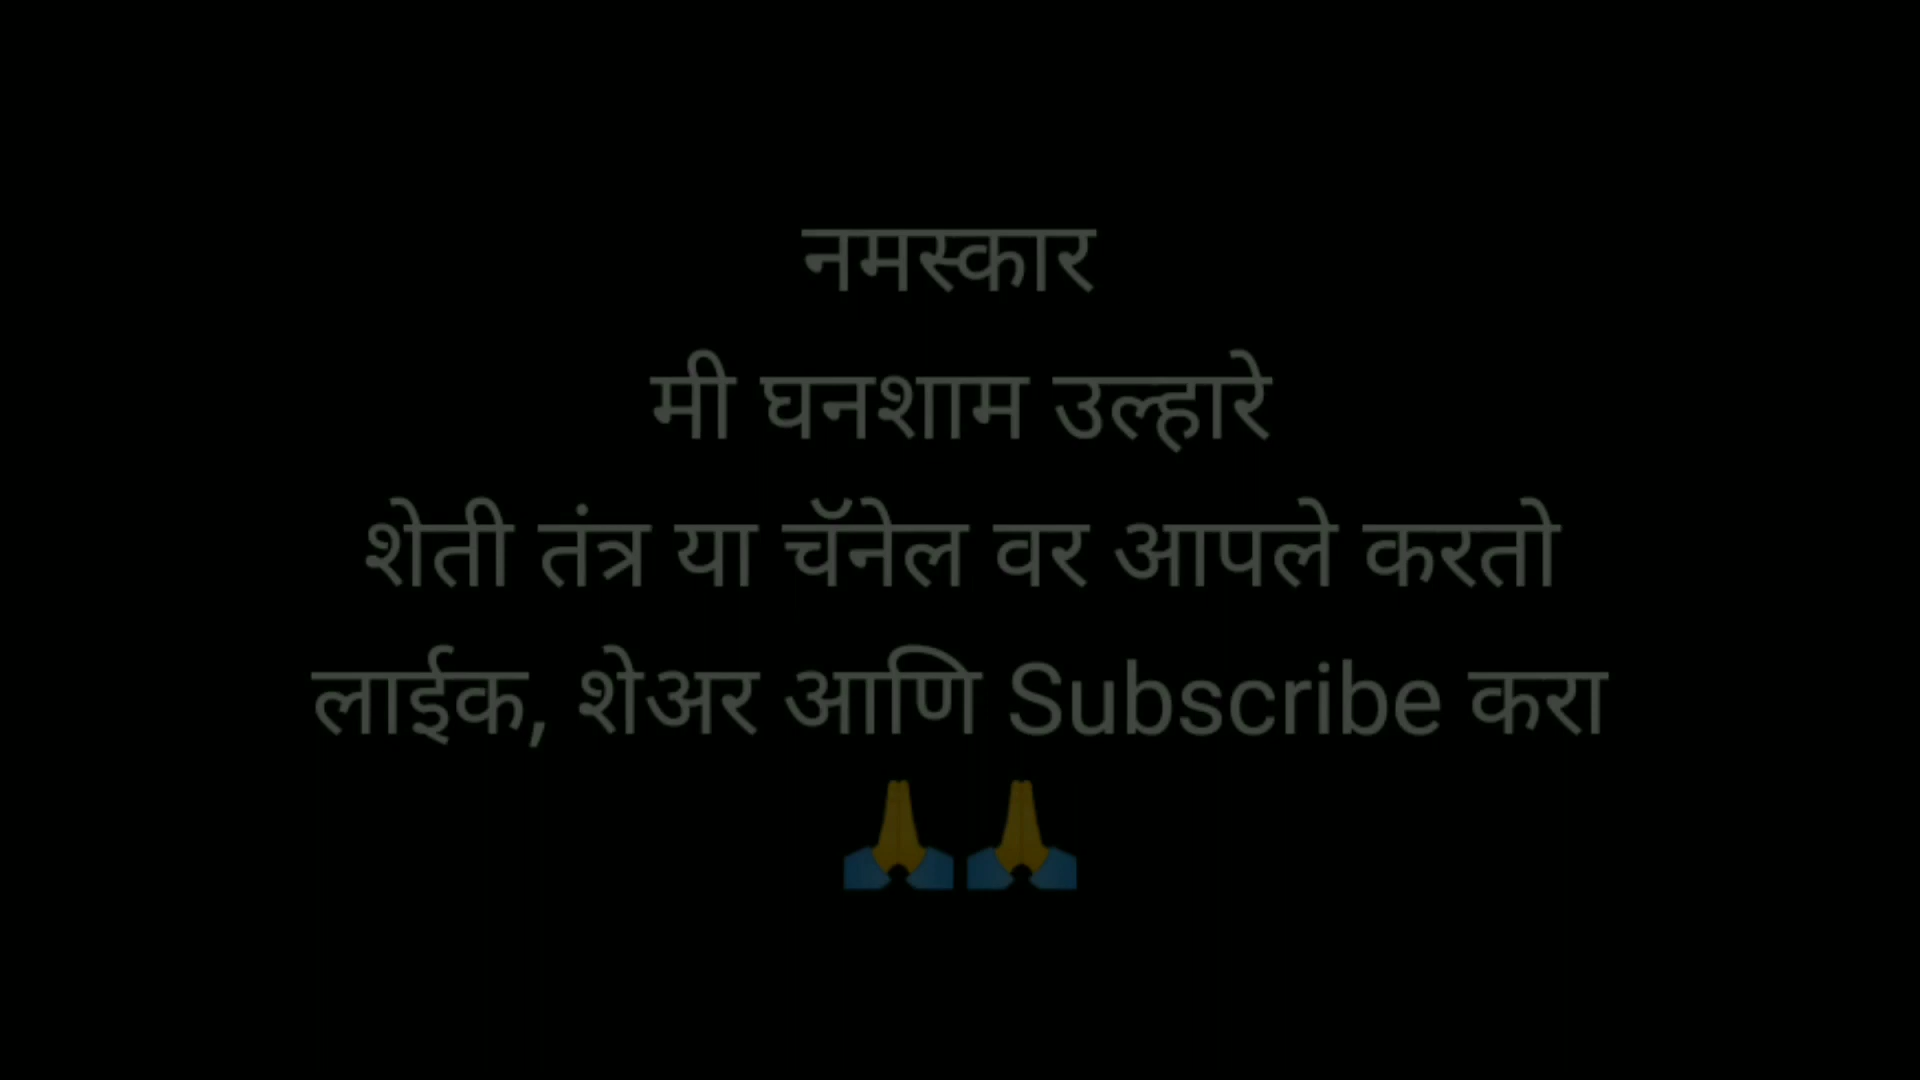 नमस्कार
मी घनशाम उल्हारे
शेती तंत्र या चॅनेल वर आपले करतो
लाईक, शेअर आणि Subscribe करा
🙏🙏